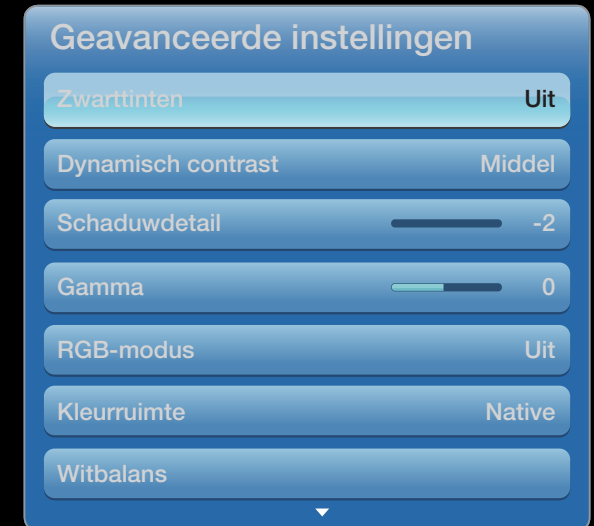 Geavanceerde instellingen
Zwarttinten Uit
Dynamisch contrast Middel
Schaduwdetail -2
Gamma 0
RGB-modus Uit
Kleurruimte Native
Witbalans